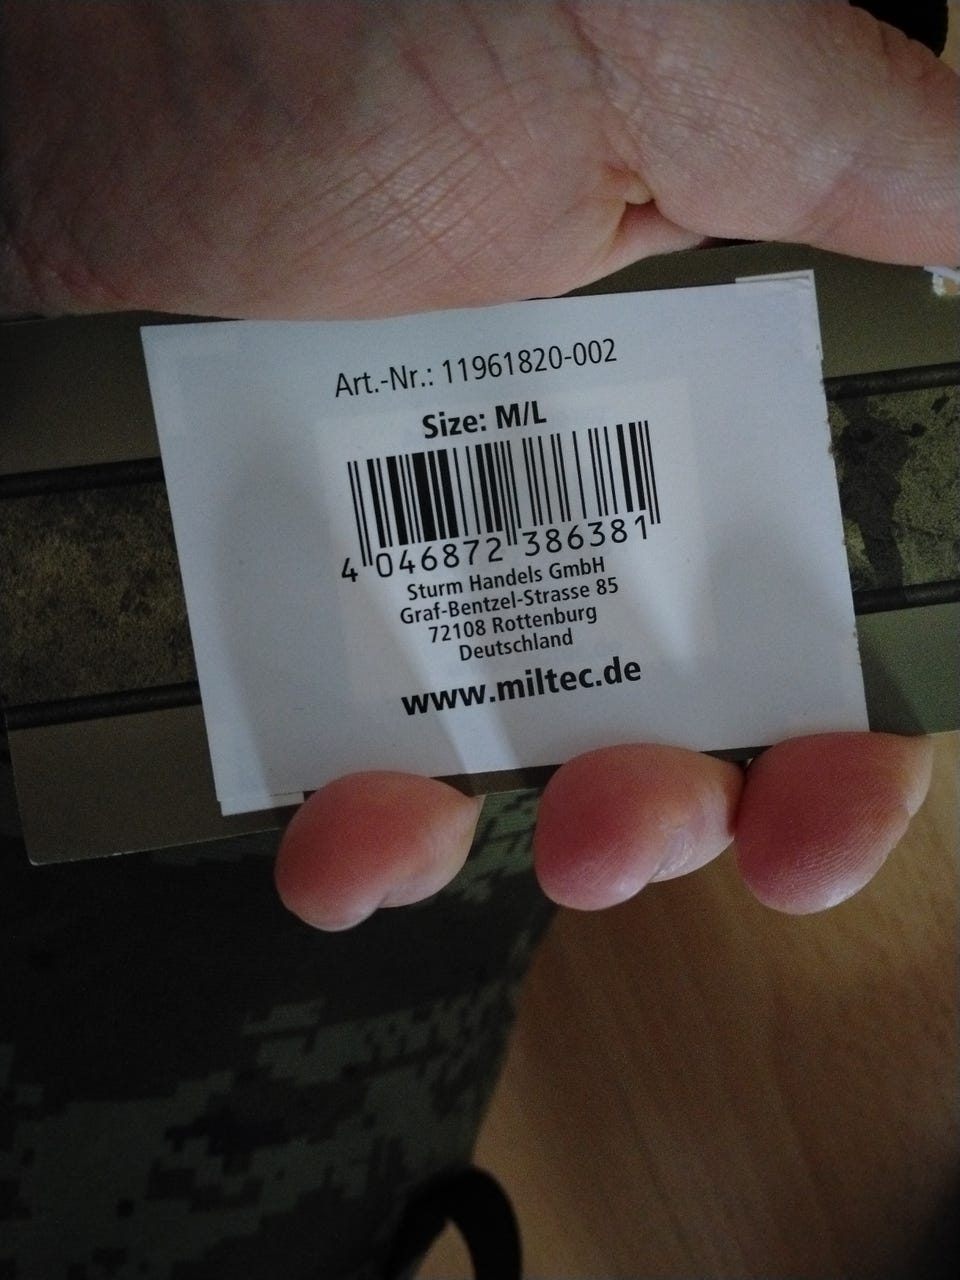 Art.-Nr.: 11961820-002
Size: M/L
4 046872 386381
Sturm Handels GmbH
Graf-Bentzel-Strasse 85
72108 Rottenburg
Deutschland
www.miltec.de